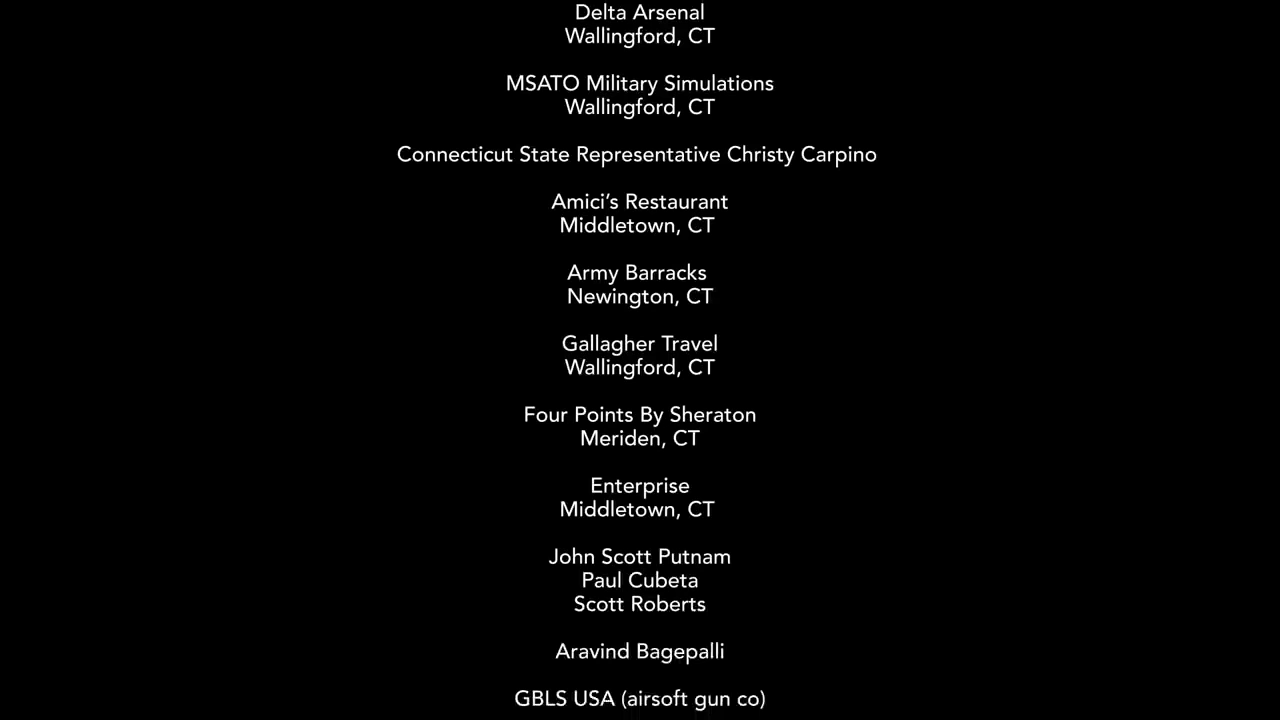 Delta Arsenal
Wallingford, CT
MSATO Military Simulations
Wallingford, CT
Connecticut State Representative Christy Carpino
Amici’s Restaurant
Middletown, CT
Army Barracks
Newington, CT
Gallagher Travel
Wallingford, CT
Four Points By Sheraton
Meriden, CT
Enterprise
Middletown, CT
John Scott Putnam
Paul Cubeta
Scott Roberts
Aravind Bagepalli
GBLS USA (airsoft gun co)